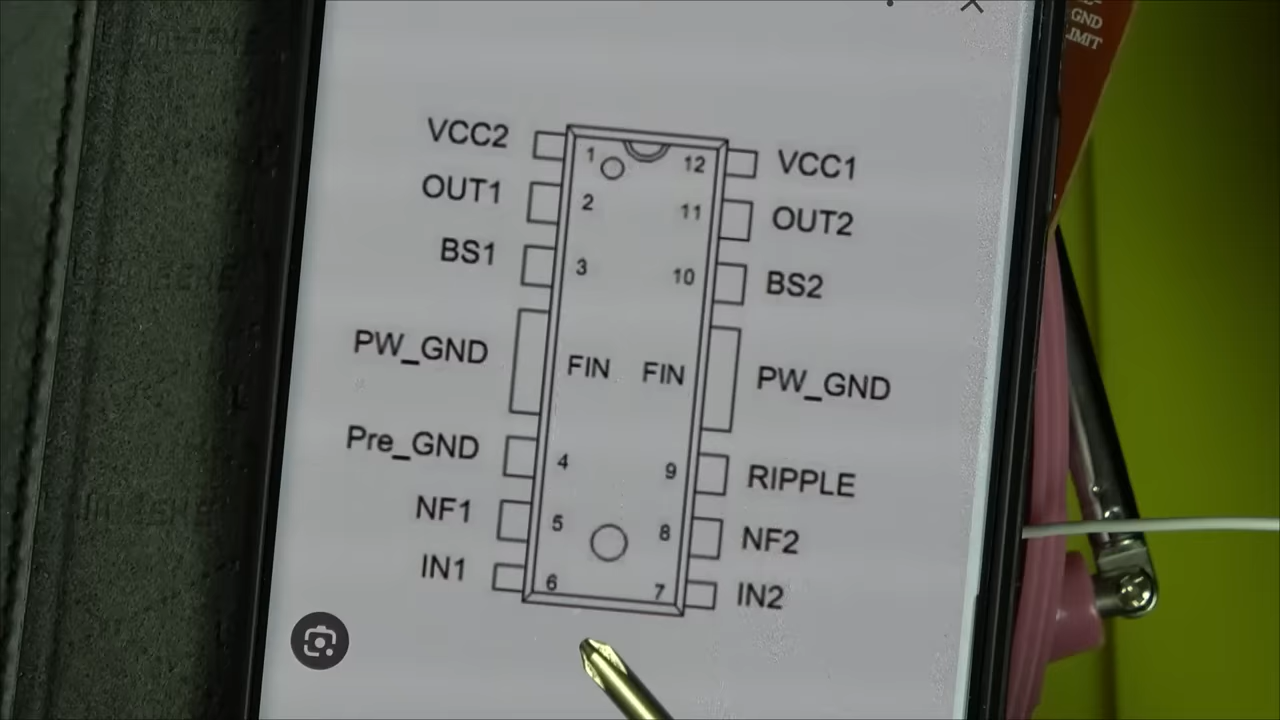 GND
LIMIT
VCC2
1
12
VCC1
OUT1
2
11
OUT2
BS1
3
10
BS2
PW_GND
FIN
FIN
PW_GND
Pre_GND
4
9
RIPPLE
NF1
5
8
NF2
IN1
6
7
IN2